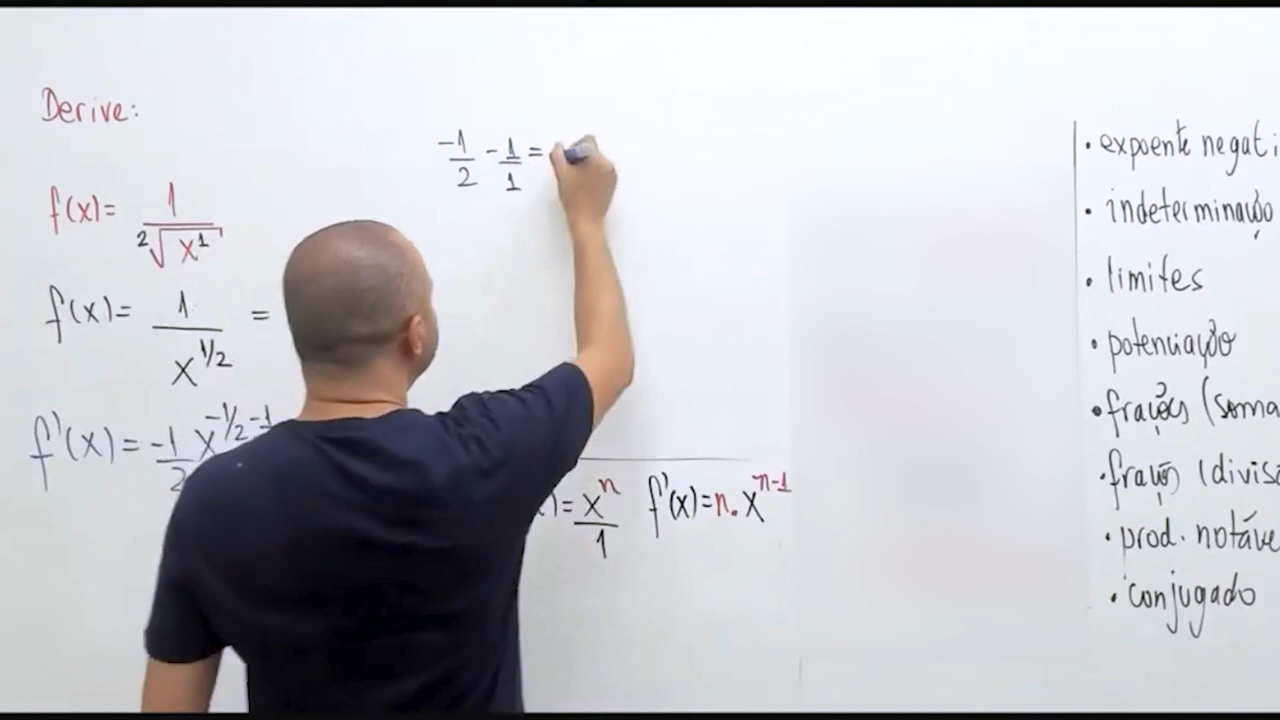 Derive:
f(x)= 1/²√x¹
f(x)= 1/x^1/2 =
f'(x)= -1/2 x^-1/2-1
-1/2 - 1/1 =
)= x^n/1 f'(x)=n.x^n-1
• expoente negati
• indeterminação
• limites
• potenciação
• frações (soma
• frações (divisã
• prod. notáve
• conjugado